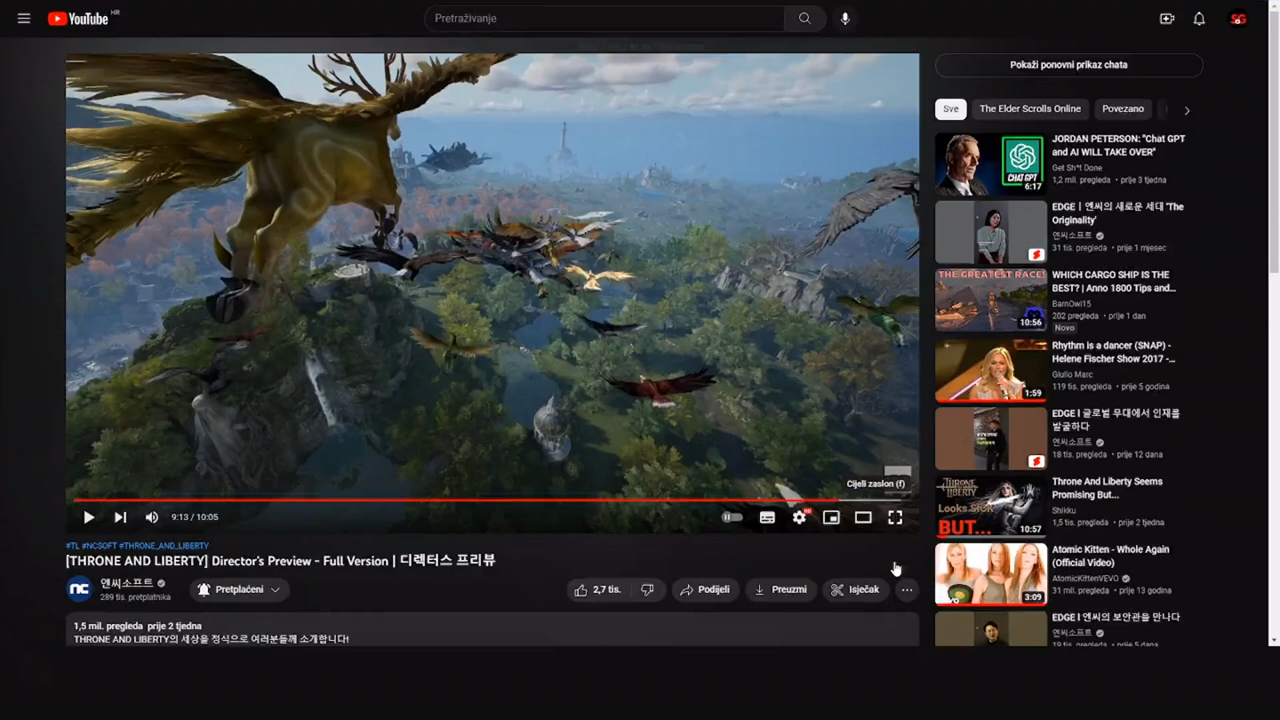 YouTube HR
Pretraživanje
SG
Pokaži ponovni prikaz chata
Sve
The Elder Scrolls Online
Povezano
Cijeli zaslon (f)
9:13 / 10:05
#TL #NCSOFT #THRONE_AND_LIBERTY
[THRONE AND LIBERTY] Director's Preview - Full Version | 디렉터스 프리뷰
nc
엔씨소프트
289 tis. pretplatnika
Pretplaćeni
2,7 tis.
Podijeli
Preuzmi
Isječak
1,5 mil. pregleda prije 2 tjedna
THRONE AND LIBERTY의 세상을 정식으로 여러분들께 소개합니다!
CHAT GPT
6:17
JORDAN PETERSON: "Chat GPT
and AI WILL TAKE OVER"
Get Sh*t Done
1,2 mil. pregleda • prije 3 tjedna
EDGE | 엔씨의 새로운 세대 'The
Originality'
엔씨소프트
31 tis. pregleda • prije 1 mjesec
THE GREATEST RACE!
10:56
WHICH CARGO SHIP IS THE
BEST? | Anno 1800 Tips and...
BarnOwl15
202 pregleda • prije 1 dan
Novo
1:59
Rhythm is a dancer (SNAP) -
Helene Fischer Show 2017 -...
Giulio Marc
119 tis. pregleda • prije 5 godina
EDGE | 글로벌 무대에서 인재를
발굴하다
엔씨소프트
18 tis. pregleda • prije 12 dana
THRONE LIBERTY
Looks SICK
BUT...
10:57
Throne And Liberty Seems
Promising But...
Shikku
1,5 tis. pregleda • prije 2 tjedna
3:09
Atomic Kitten - Whole Again
(Official Video)
AtomicKittenVEVO
31 mil. pregleda • prije 13 godina
EDGE | 엔씨의 보안관을 만나다
엔씨소프트